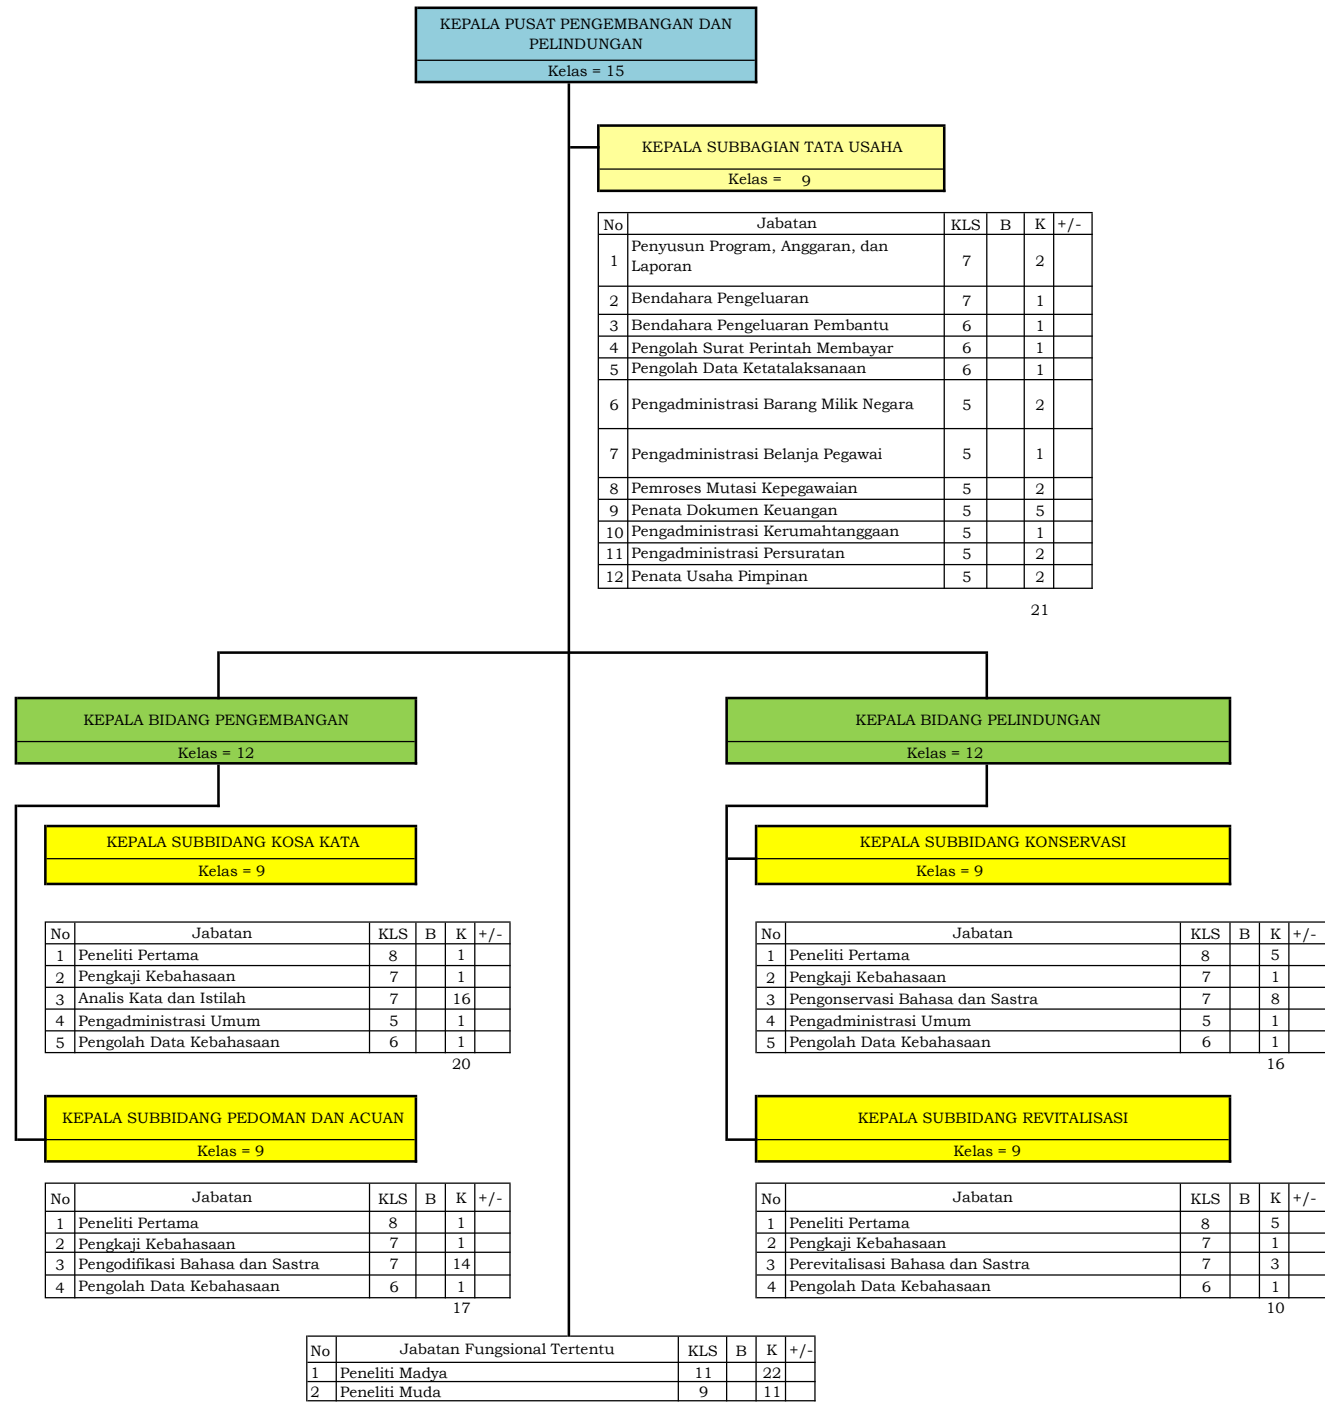 KEPALA PUSAT PENGEMBANGAN DAN
PELINDUNGAN
Kelas = 15
KEPALA SUBBAGIAN TATA USAHA
Kelas = 9
No Jabatan KLS B K +/-
1 Penyusun Program, Anggaran, dan
Laporan 7 2
2 Bendahara Pengeluaran 7 1
3 Bendahara Pengeluaran Pembantu 6 1
4 Pengolah Surat Perintah Membayar 6 1
5 Pengolah Data Ketatalaksanaan 6 1
6 Pengadministrasi Barang Milik Negara 5 2
7 Pengadministrasi Belanja Pegawai 5 1
8 Pemroses Mutasi Kepegawaian 5 2
9 Penata Dokumen Keuangan 5 5
10 Pengadministrasi Kerumahtanggaan 5 1
11 Pengadministrasi Persuratan 5 2
12 Penata Usaha Pimpinan 5 2
21
KEPALA BIDANG PENGEMBANGAN
Kelas = 12
KEPALA SUBBIDANG KOSA KATA
Kelas = 9
No Jabatan KLS B K +/-
1 Peneliti Pertama 8 1
2 Pengkaji Kebahasaan 7 1
3 Analis Kata dan Istilah 7 16
4 Pengadministrasi Umum 5 1
5 Pengolah Data Kebahasaan 6 1
20
KEPALA SUBBIDANG PEDOMAN DAN ACUAN
Kelas = 9
No Jabatan KLS B K +/-
1 Peneliti Pertama 8 1
2 Pengkaji Kebahasaan 7 1
3 Pengodifikasi Bahasa dan Sastra 7 14
4 Pengolah Data Kebahasaan 6 1
17
KEPALA BIDANG PELINDUNGAN
Kelas = 12
KEPALA SUBBIDANG KONSERVASI
Kelas = 9
No Jabatan KLS B K +/-
1 Peneliti Pertama 8 5
2 Pengkaji Kebahasaan 7 1
3 Pengonservasi Bahasa dan Sastra 7 8
4 Pengadministrasi Umum 5 1
5 Pengolah Data Kebahasaan 6 1
16
KEPALA SUBBIDANG REVITALISASI
Kelas = 9
No Jabatan KLS B K +/-
1 Peneliti Pertama 8 5
2 Pengkaji Kebahasaan 7 1
3 Perevitalisasi Bahasa dan Sastra 7 3
4 Pengolah Data Kebahasaan 6 1
10
No Jabatan Fungsional Tertentu KLS B K +/-
1 Peneliti Madya 11 22
2 Peneliti Muda 9 11